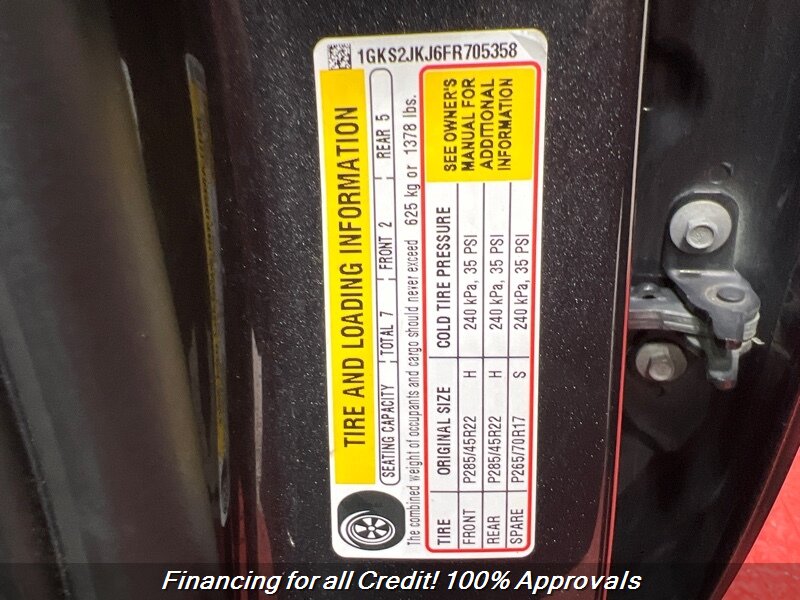 1GKS2JKJ6FR705358
TIRE AND LOADING INFORMATION
SEATING CAPACITY TOTAL 7 FRONT 2 REAR 5
The combined weight of occupants and cargo should never exceed 625 kg or 1378 lbs.
TIRE ORIGINAL SIZE COLD TIRE PRESSURE
FRONT P285/45R22 H 240 kPa, 35 PSI
REAR P285/45R22 H 240 kPa, 35 PSI
SPARE P265/70R17 S 240 kPa, 35 PSI
SEE OWNER'S
MANUAL FOR
ADDITIONAL
INFORMATION
Financing for all Credit! 100% Approvals